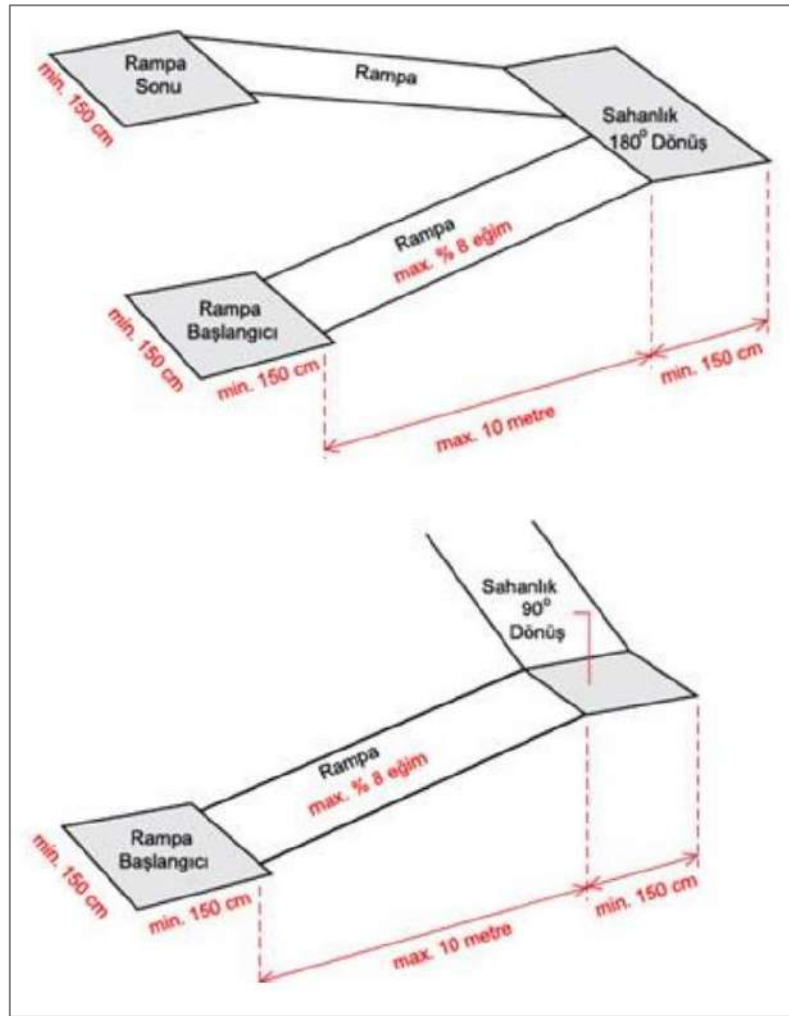 Rampa
Sonu
min. 150 cm
Rampa
Sahanlık
180° Dönüş
Rampa
max. % 8 eğim
Rampa
Başlangıcı
min. 150 cm
min. 150 cm
max. 10 metre
min. 150 cm
Sahanlık
90°
Dönüş
Rampa
max. % 8 eğim
Rampa
Başlangıcı
min. 150 cm
min. 150 cm
max. 10 metre
min. 150 cm